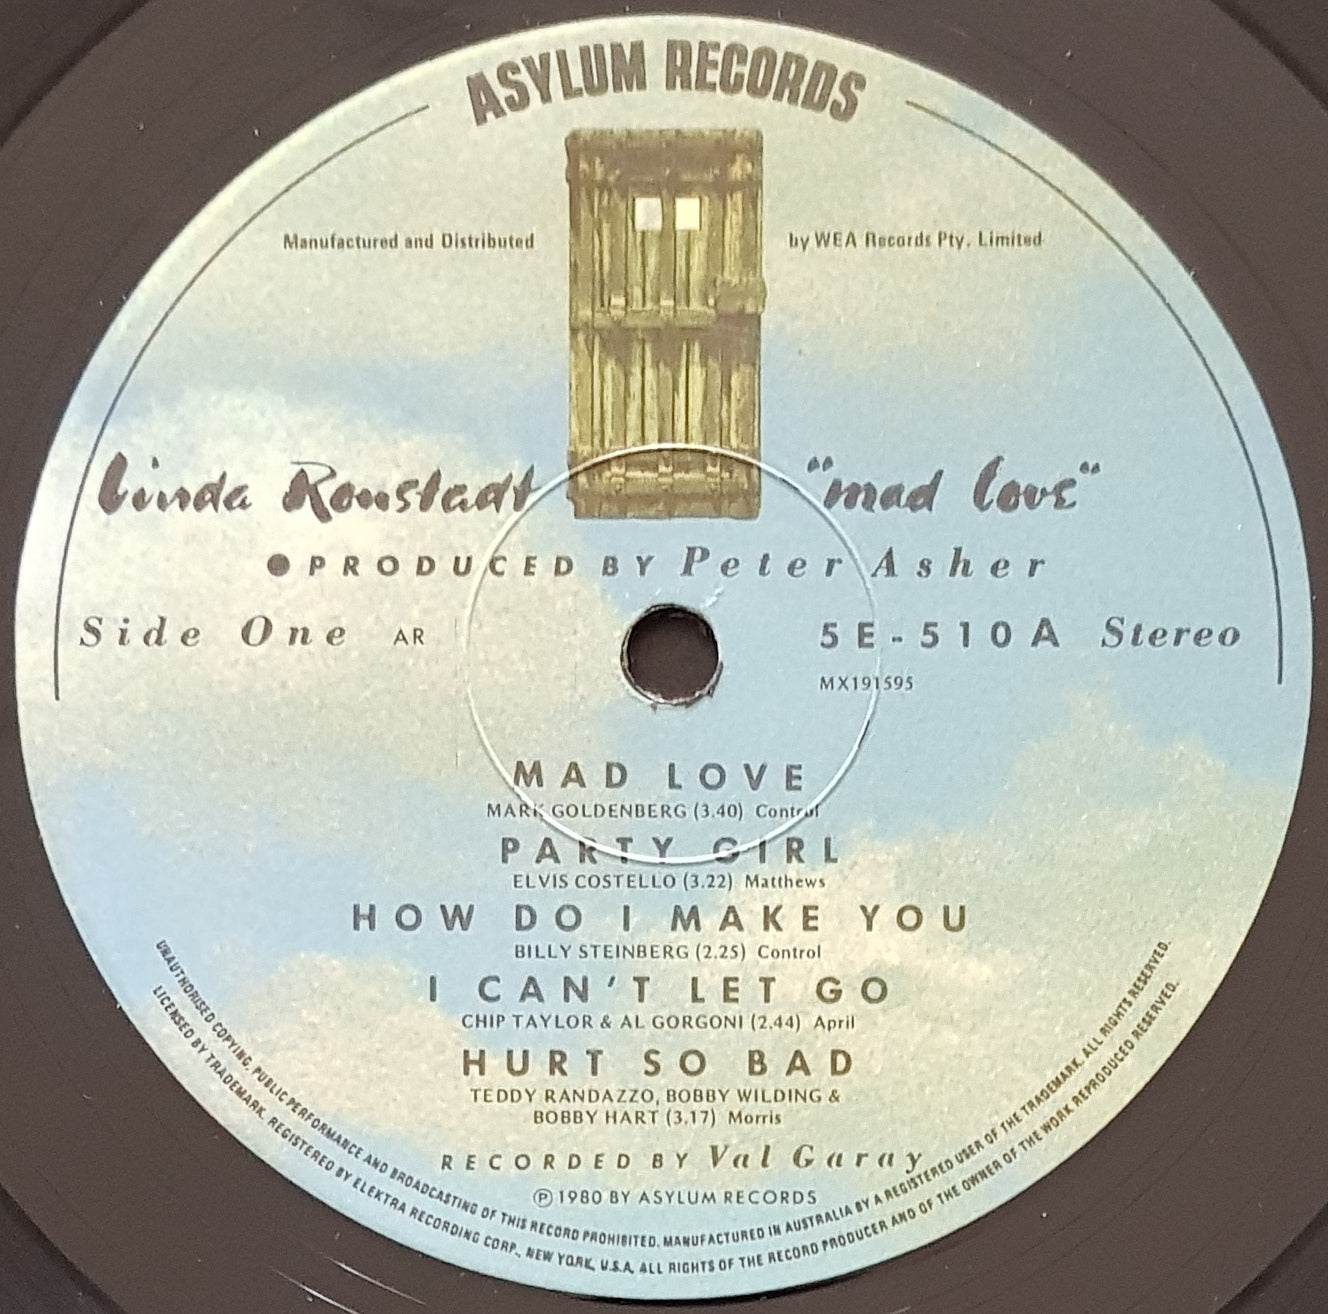 ASYLUM RECORDS
Manufactured and Distributed by WEA Records Pty. Limited
Linda Ronstadt "mad love"
●PRODUCED BY Peter Asher
Side One AR 5E-510A Stereo
MX191595
MAD LOVE
MARK GOLDENBERG (3.40) Control
PARTY GIRL
ELVIS COSTELLO (3.22) Matthews
HOW DO I MAKE YOU
BILLY STEINBERG (2.25) Control
I CAN'T LET GO
CHIP TAYLOR & AL GORGONI (2.44) April
HURT SO BAD
TEDDY RANDAZZO, BOBBY WILDING &
BOBBY HART (3.17) Morris
RECORDED BY Val Garay
Ⓟ 1980 BY ASYLUM RECORDS
UNAUTHORISED COPYING, PUBLIC PERFORMANCE AND BROADCASTING OF THIS RECORD PROHIBITED. MANUFACTURED IN AUSTRALIA BY A REGISTERED USER OF THE TRADEMARK. ALL RIGHTS RESERVED.
LICENSED BY TRADEMARK. REGISTERED BY ELEKTRA RECORDING CORP., NEW YORK, U.S.A. ALL RIGHTS OF THE RECORD PRODUCER AND OF THE OWNER OF THE WORK REPRODUCED RESERVED.